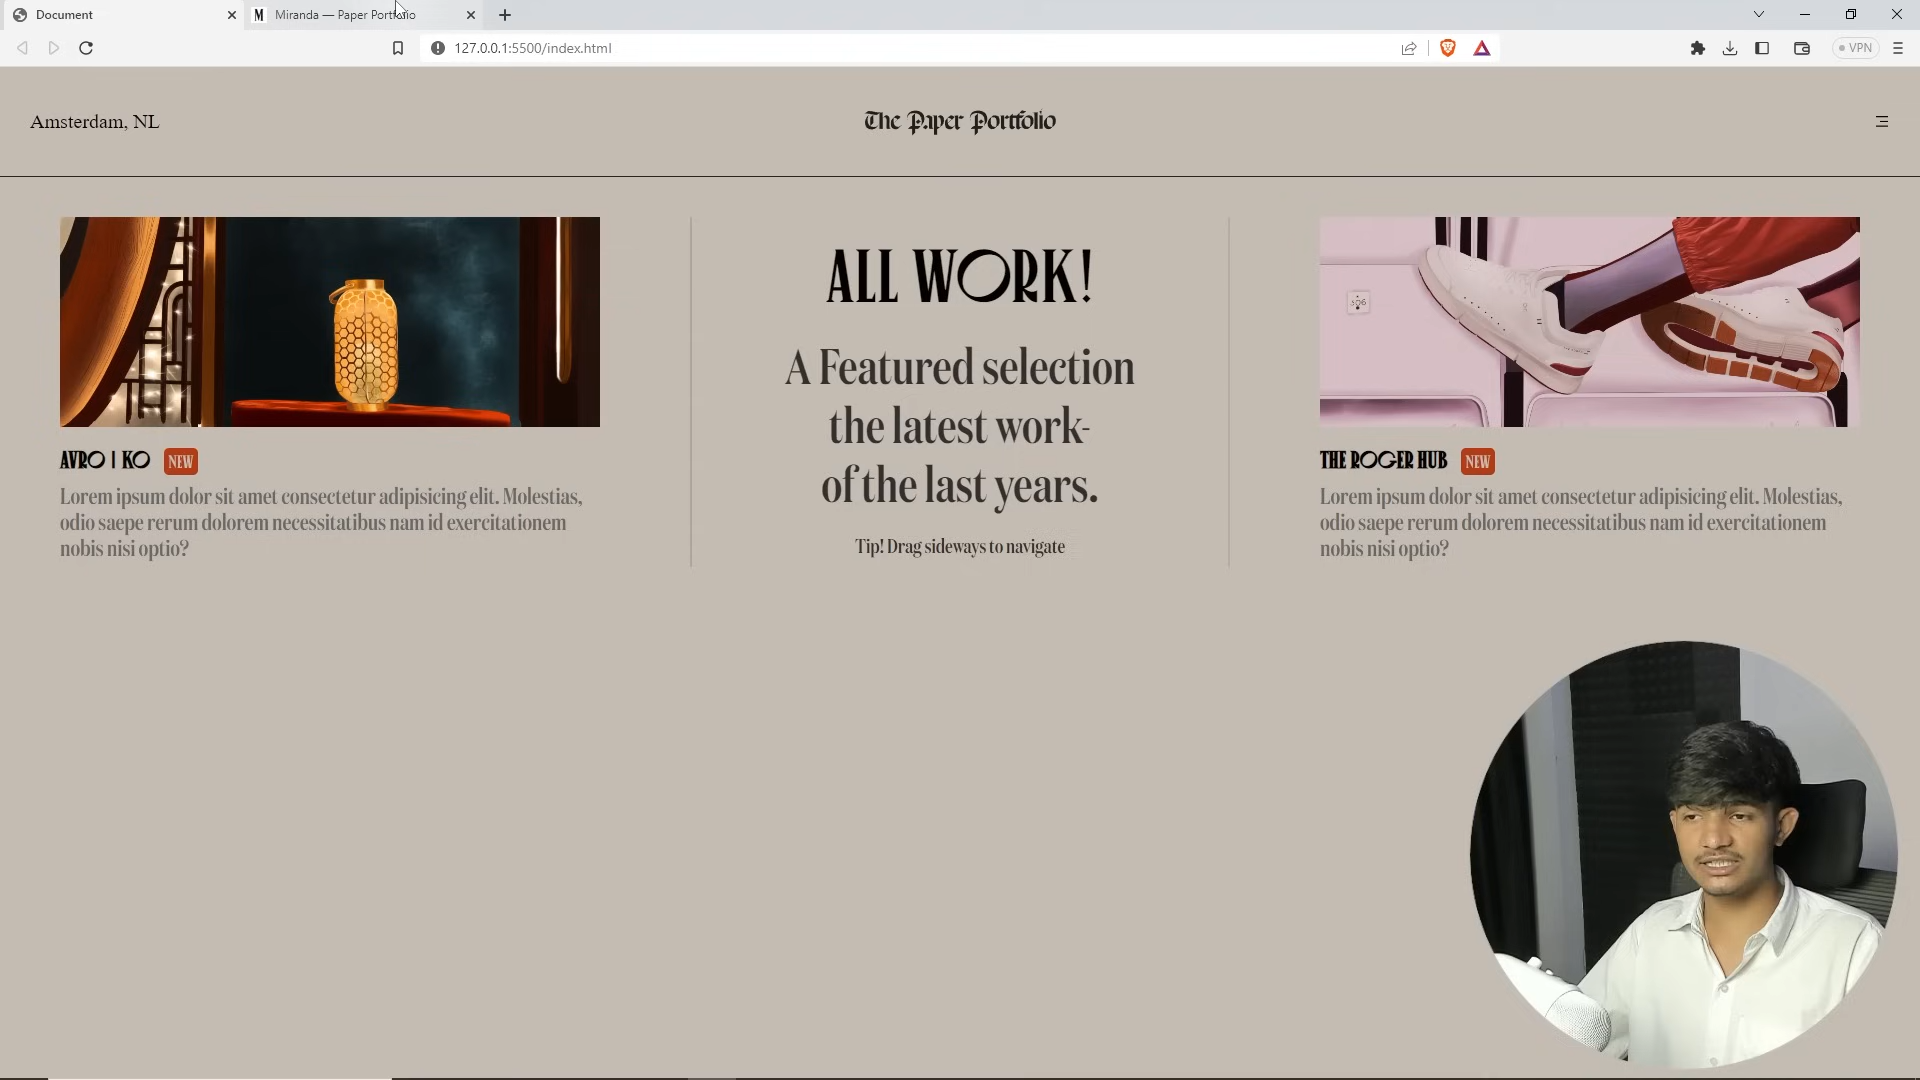 Document
M Miranda — Paper Portfolio
127.0.0.1:5500/index.html
VPN
Amsterdam, NL
The Paper Portfolio
ALL WORK!
A Featured selection
the latest work-
of the last years.
Tip! Drag sideways to navigate
AVRO | KO NEW
Lorem ipsum dolor sit amet consectetur adipisicing elit. Molestias,
odio saepe rerum dolorem necessitatibus nam id exercitationem
nobis nisi optio?
306
THE ROGER HUB NEW
Lorem ipsum dolor sit amet consectetur adipisicing elit. Molestias,
odio saepe rerum dolorem necessitatibus nam id exercitationem
nobis nisi optio?